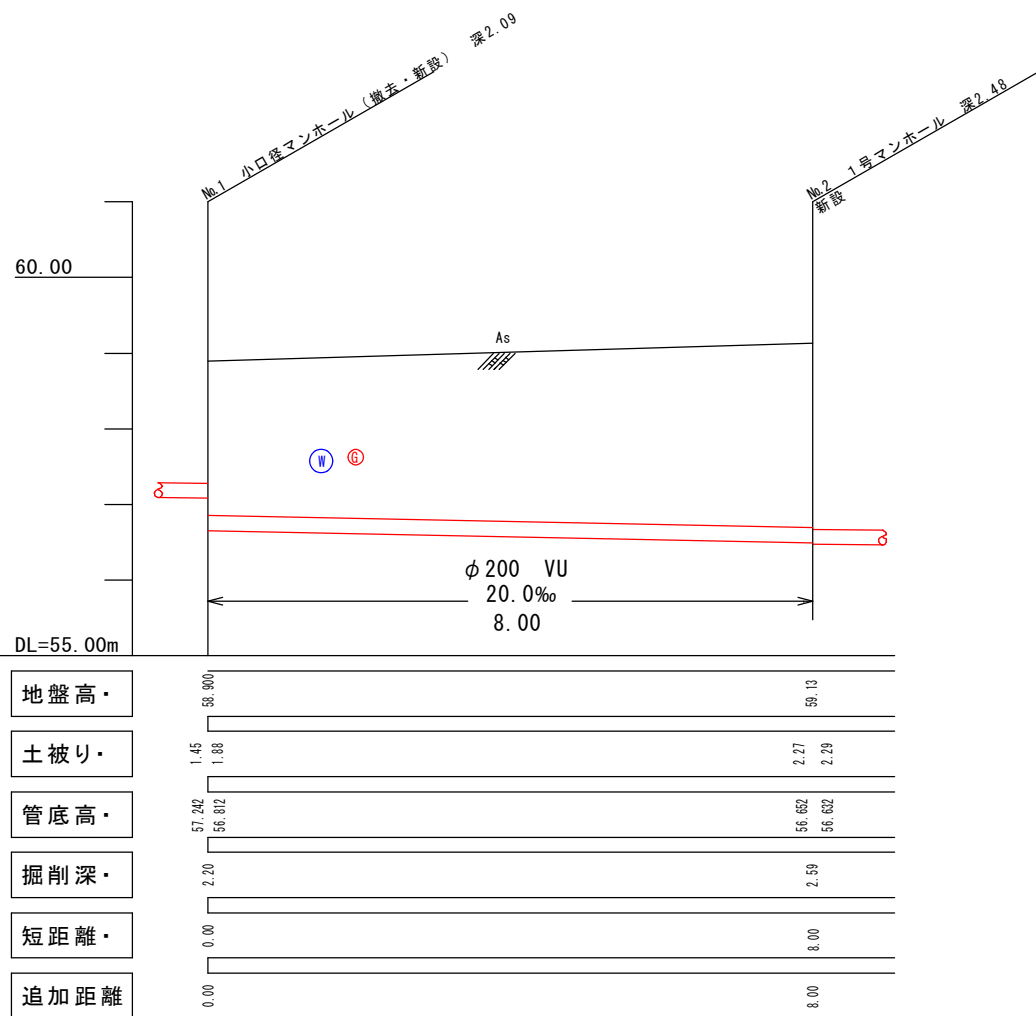 №1 小口径マンホール（撤去・新設） 深2.09
№2 1号マンホール 深2.48
新設
60.00
As
W
G
φ200 VU
20.0‰
8.00
DL=55.00m
地盤高・
58.900
59.13
土被り・
1.45
1.88
2.27
2.29
管底高・
57.242
56.812
56.652
56.632
掘削深・
2.20
2.59
短距離・
0.00
8.00
追加距離
0.00
8.00